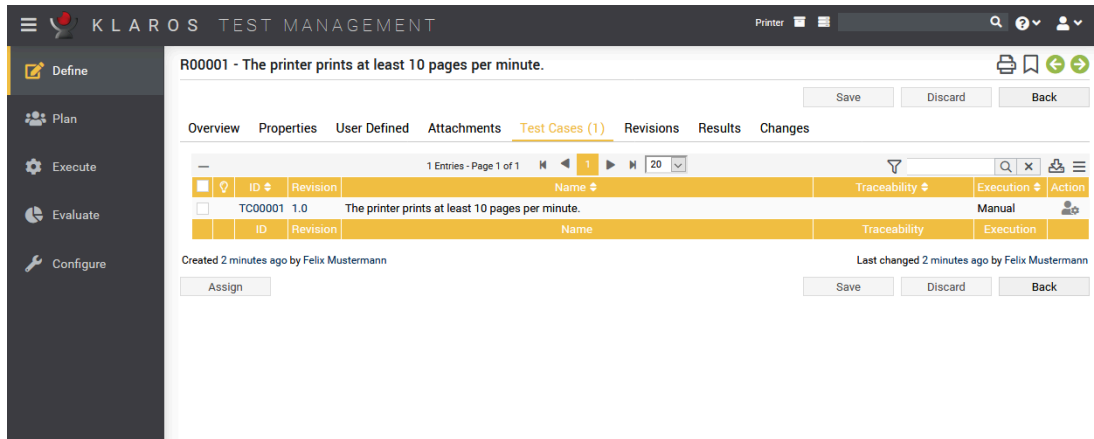 KLAROS TEST MANAGEMENT Printer
Define
R00001 - The printer prints at least 10 pages per minute.
Save Discard Back
Plan
Overview Properties User Defined Attachments Test Cases (1) Revisions Results Changes
Execute
1 Entries - Page 1 of 1 1 20
ID Revision Name Traceability Execution Action
TC00001 1.0 The printer prints at least 10 pages per minute. Manual
Evaluate
ID Revision Name Traceability Execution
Configure
Created 2 minutes ago by Felix Mustermann Last changed 2 minutes ago by Felix Mustermann
Assign Save Discard Back